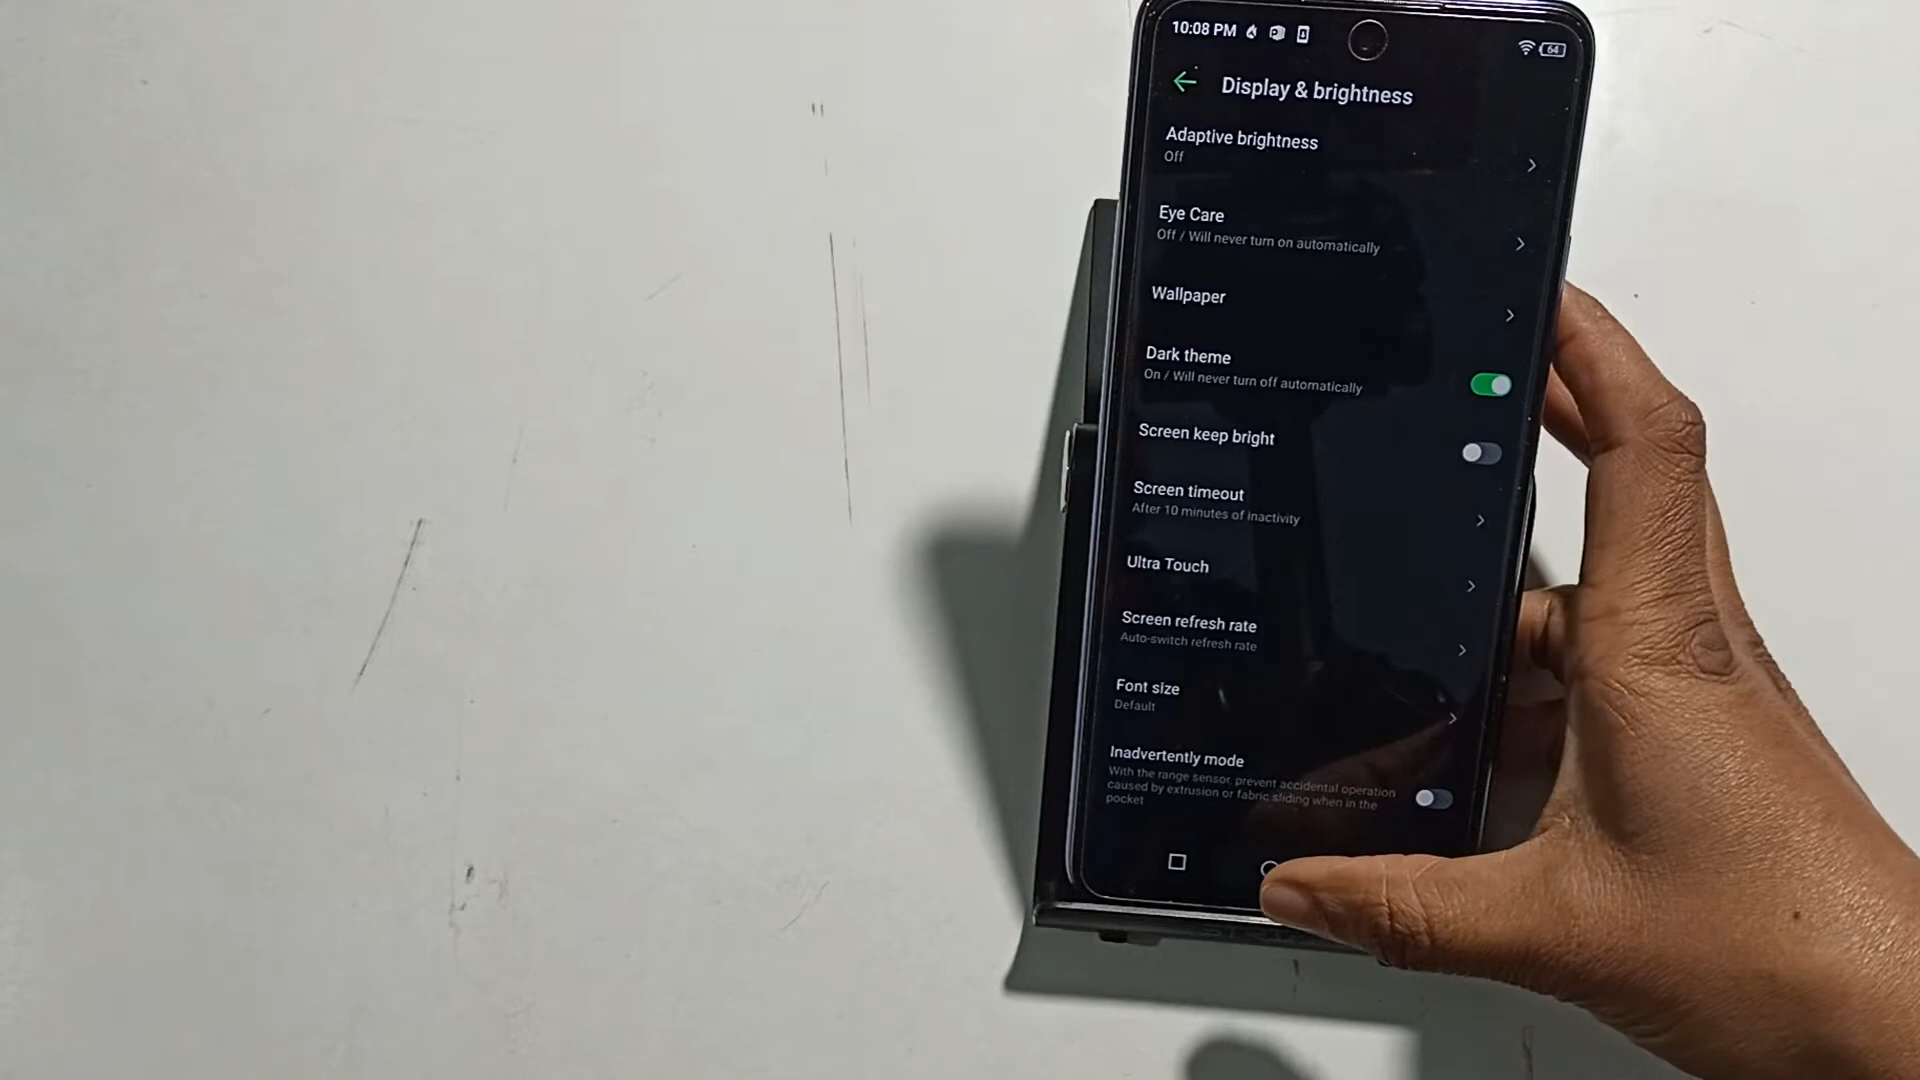 10:08 PM
64
Display & brightness
Adaptive brightness
Off
Eye Care
Off / Will never turn on automatically
Wallpaper
Dark theme
On / Will never turn off automatically
Screen keep bright
Screen timeout
After 10 minutes of inactivity
Ultra Touch
Screen refresh rate
Auto-switch refresh rate
Font size
Default
Inadvertently mode
With the range sensor, prevent accidental operation
caused by extrusion or fabric sliding when in the
pocket